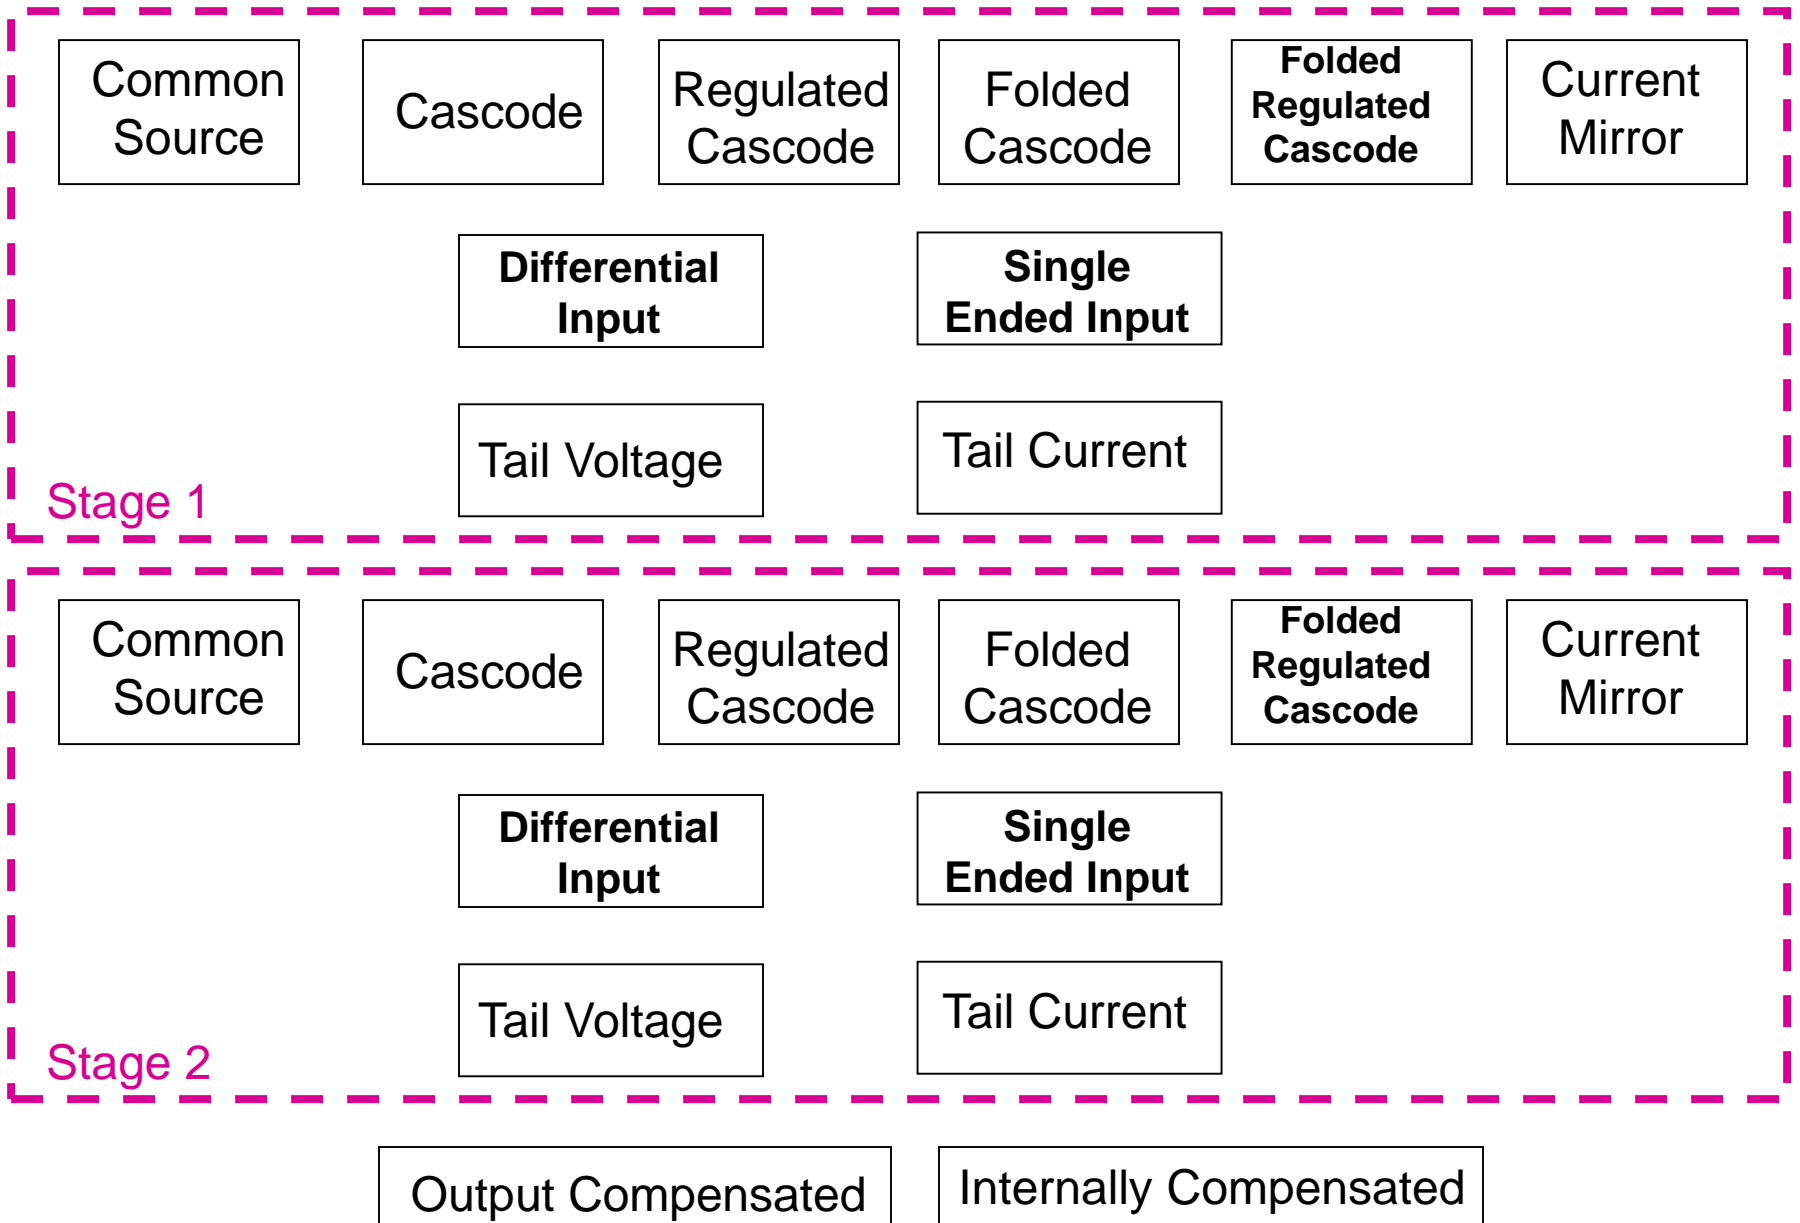 Common
Source
Cascode
Regulated
Cascode
Folded
Cascode
Folded
Regulated
Cascode
Current
Mirror
Differential
Input
Single
Ended Input
Tail Voltage
Tail Current
Stage 1
Common
Source
Cascode
Regulated
Cascode
Folded
Cascode
Folded
Regulated
Cascode
Current
Mirror
Differential
Input
Single
Ended Input
Tail Voltage
Tail Current
Stage 2
Output Compensated
Internally Compensated